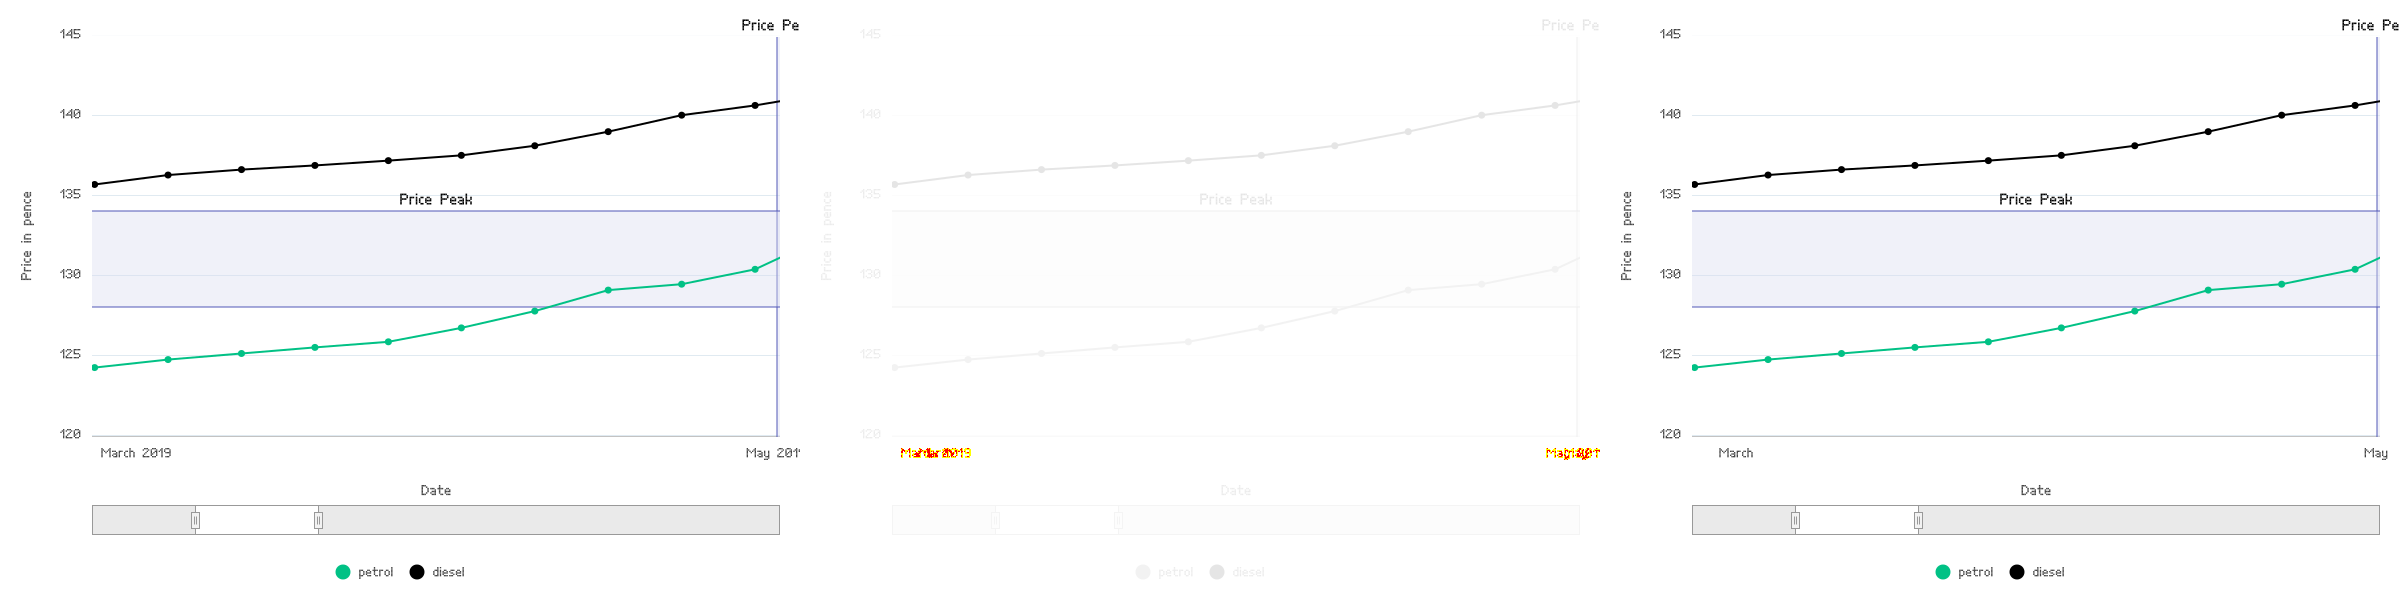 Price Pe
145
140
135
Price Peak
130
125
120
Price in pence
March 2019
May 201
Date
petrol
diesel
Price Pe
145
140
135
Price Peak
130
125
120
Price in pence
Date
petrol
diesel
Price Pe
145
140
135
Price Peak
130
125
120
Price in pence
March
May
Date
petrol
diesel